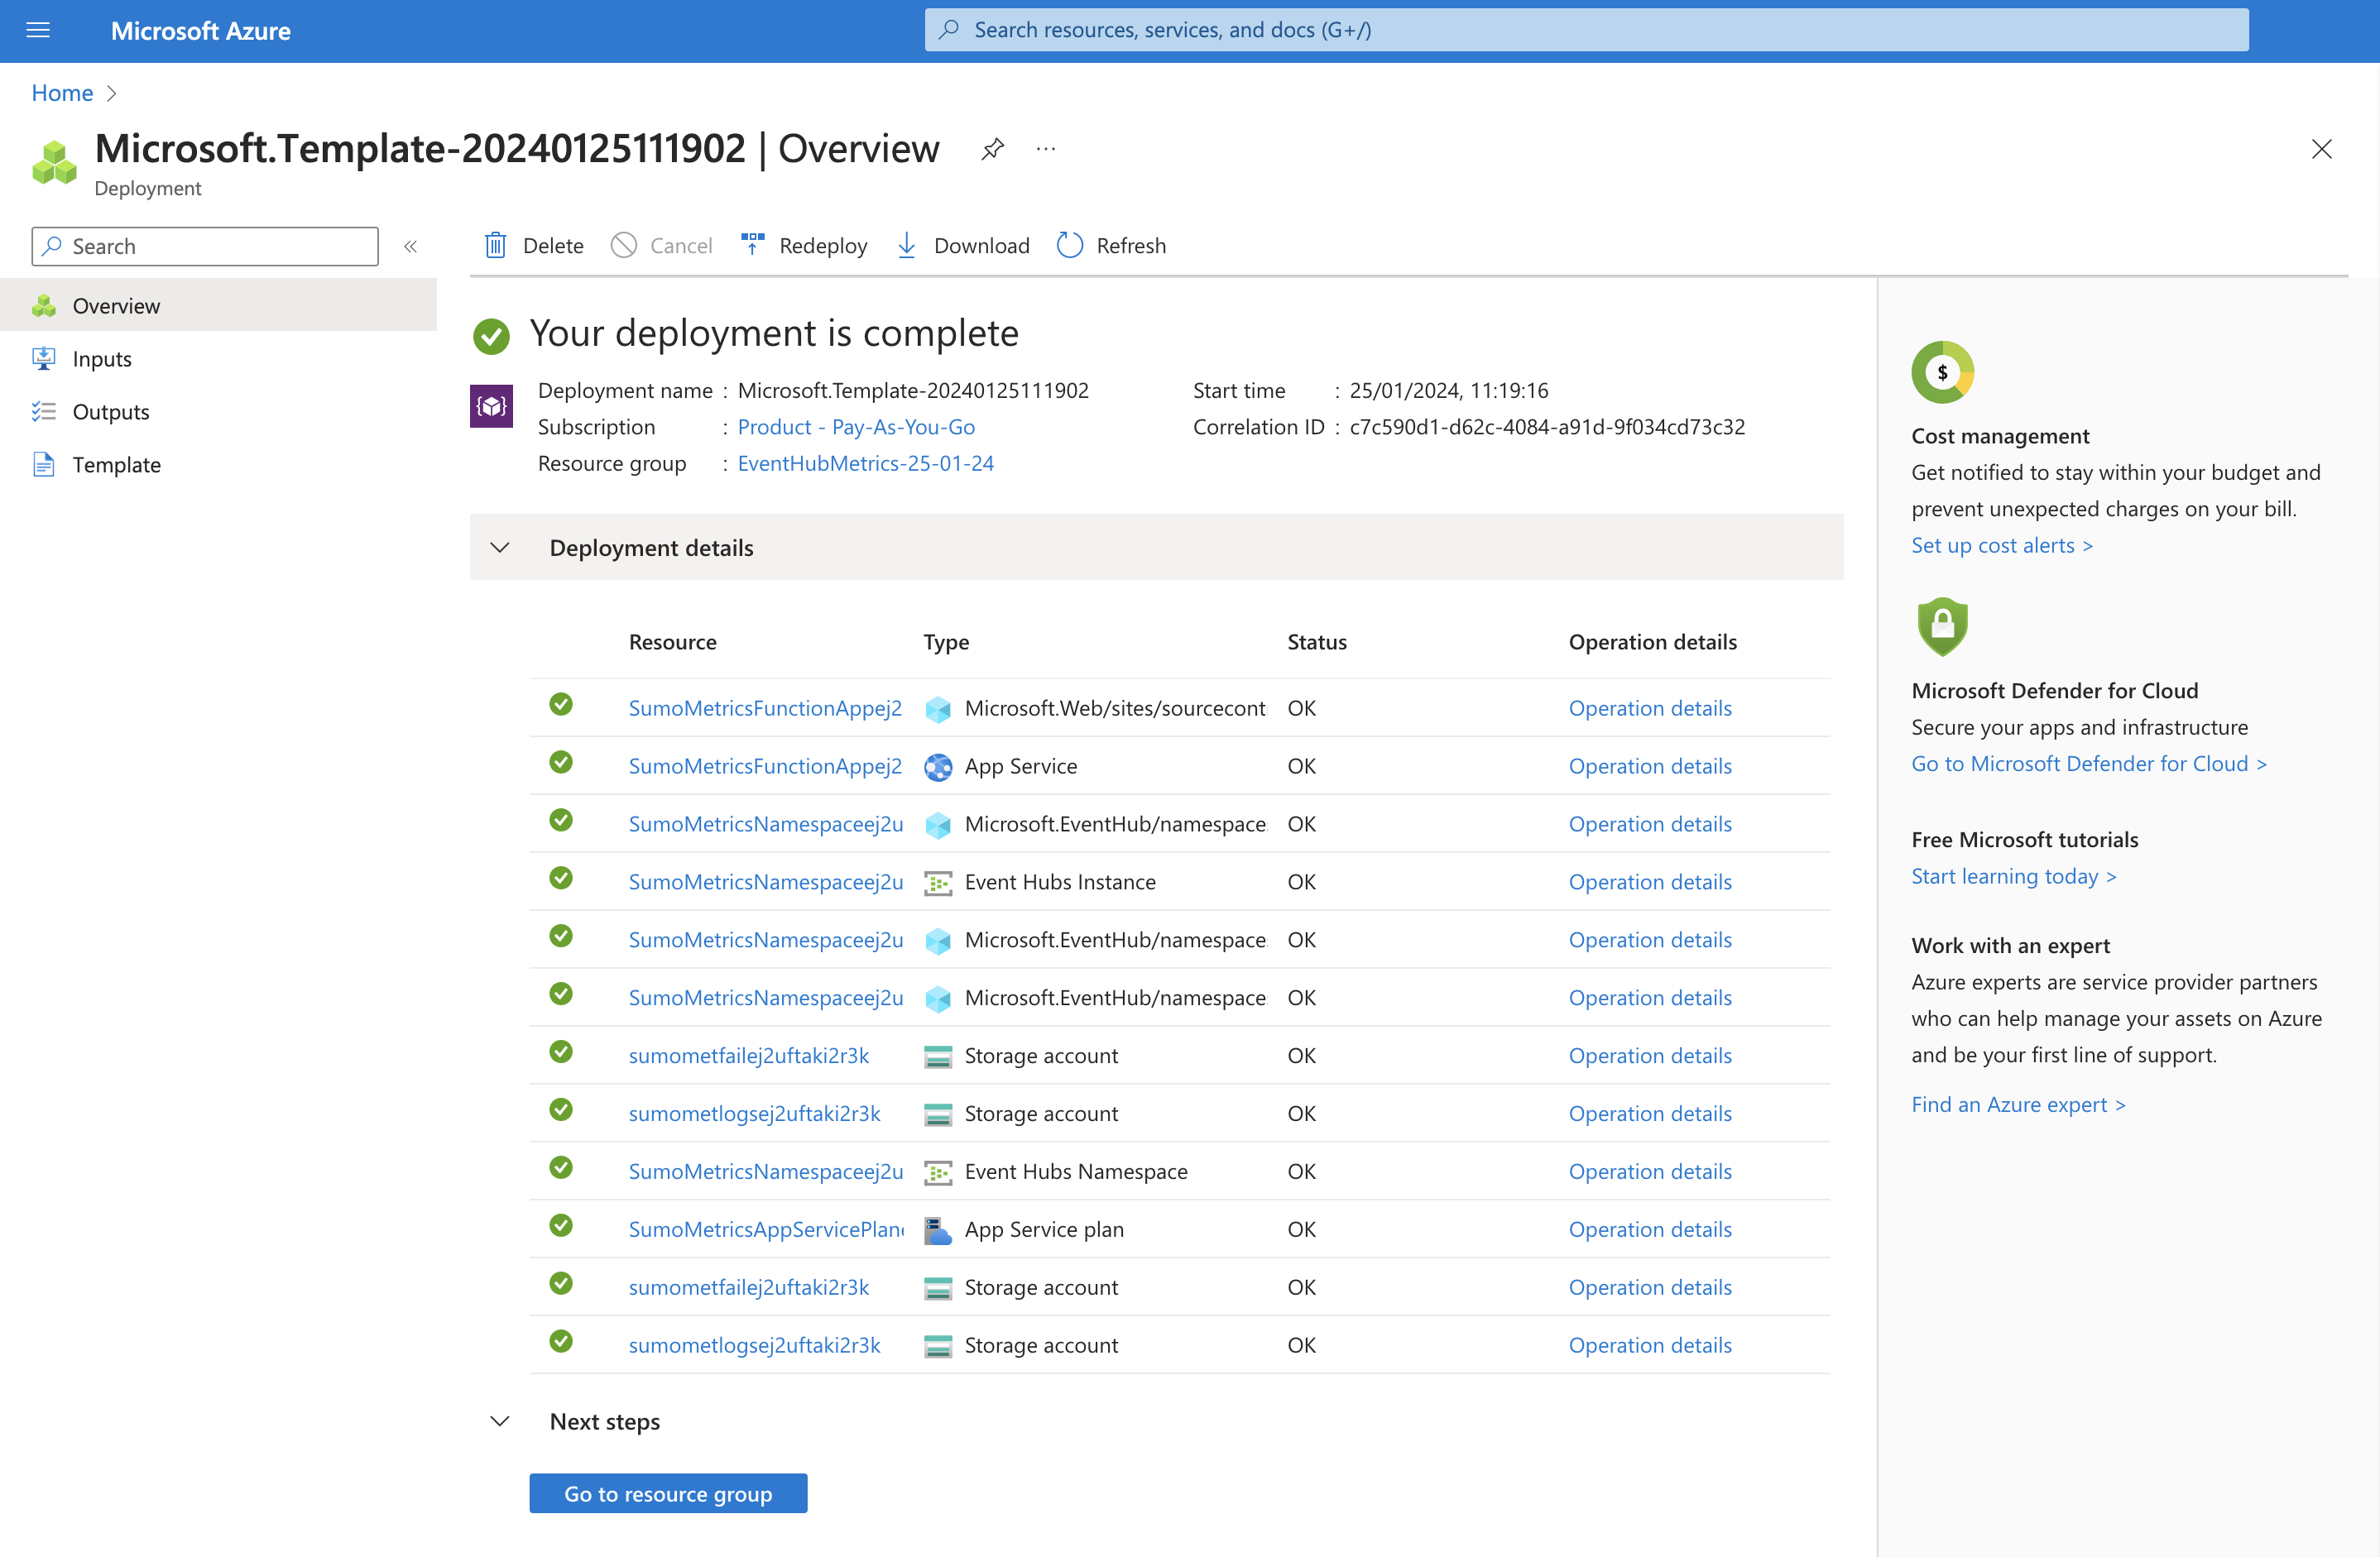 Microsoft Azure
Search resources, services, and docs (G+/)
Home
Microsoft.Template-20240125111902 | Overview
Deployment
Search
Overview
Inputs
Outputs
Template
Delete
Cancel
Redeploy
Download
Refresh
Your deployment is complete
Deployment name : Microsoft.Template-20240125111902
Subscription : Product - Pay-As-You-Go
Resource group : EventHubMetrics-25-01-24
Start time : 25/01/2024, 11:19:16
Correlation ID : c7c590d1-d62c-4084-a91d-9f034cd73c32
Deployment details
Resource Type Status Operation details
SumoMetricsFunctionAppej2 Microsoft.Web/sites/sourcecont OK Operation details
SumoMetricsFunctionAppej2 App Service OK Operation details
SumoMetricsNamespaceej2u Microsoft.EventHub/namespace OK Operation details
SumoMetricsNamespaceej2u Event Hubs Instance OK Operation details
SumoMetricsNamespaceej2u Microsoft.EventHub/namespace OK Operation details
SumoMetricsNamespaceej2u Microsoft.EventHub/namespace OK Operation details
sumometfailej2uftaki2r3k Storage account OK Operation details
sumometlogsej2uftaki2r3k Storage account OK Operation details
SumoMetricsNamespaceej2u Event Hubs Namespace OK Operation details
SumoMetricsAppServicePlane App Service plan OK Operation details
sumometfailej2uftaki2r3k Storage account OK Operation details
sumometlogsej2uftaki2r3k Storage account OK Operation details
Next steps
Go to resource group
$
Cost management
Get notified to stay within your budget and
prevent unexpected charges on your bill.
Set up cost alerts >
Microsoft Defender for Cloud
Secure your apps and infrastructure
Go to Microsoft Defender for Cloud >
Free Microsoft tutorials
Start learning today >
Work with an expert
Azure experts are service provider partners
who can help manage your assets on Azure
and be your first line of support.
Find an Azure expert >